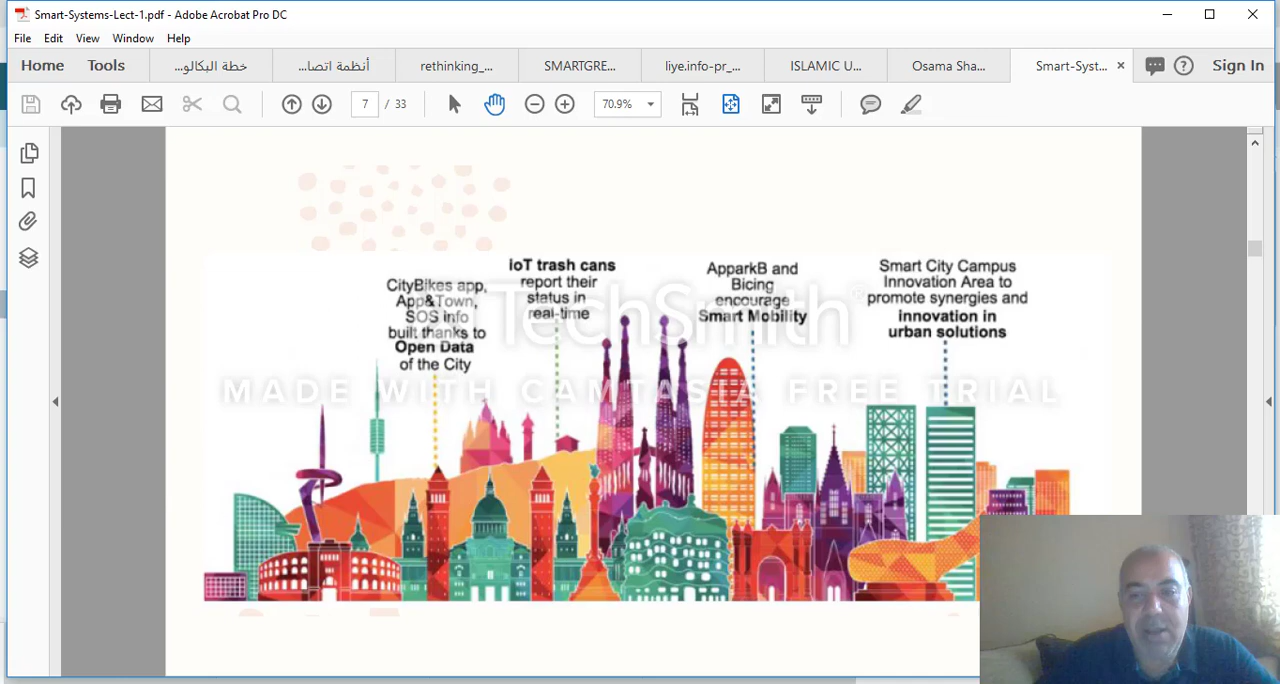 Smart-Systems-Lect-1.pdf - Adobe Acrobat Pro DC
File Edit View Window Help
Home Tools خطة البكالو... أنظمة اتصا... rethinking_... SMARTGRE... liye.info-pr_... ISLAMIC U... Osama Sha... Smart-Syst... × Sign In
7 / 33 70.9%
CityBikes app,
App&Town,
SOS info
built thanks to
Open Data
of the City
ioT trash cans
report their
status in
real-time
ApparkB and
Bicing
encourage
Smart Mobility
Smart City Campus
Innovation Area to
promote synergies and
innovation in
urban solutions
TechSmith®
MADE WITH CAMTASIA FREE TRIAL